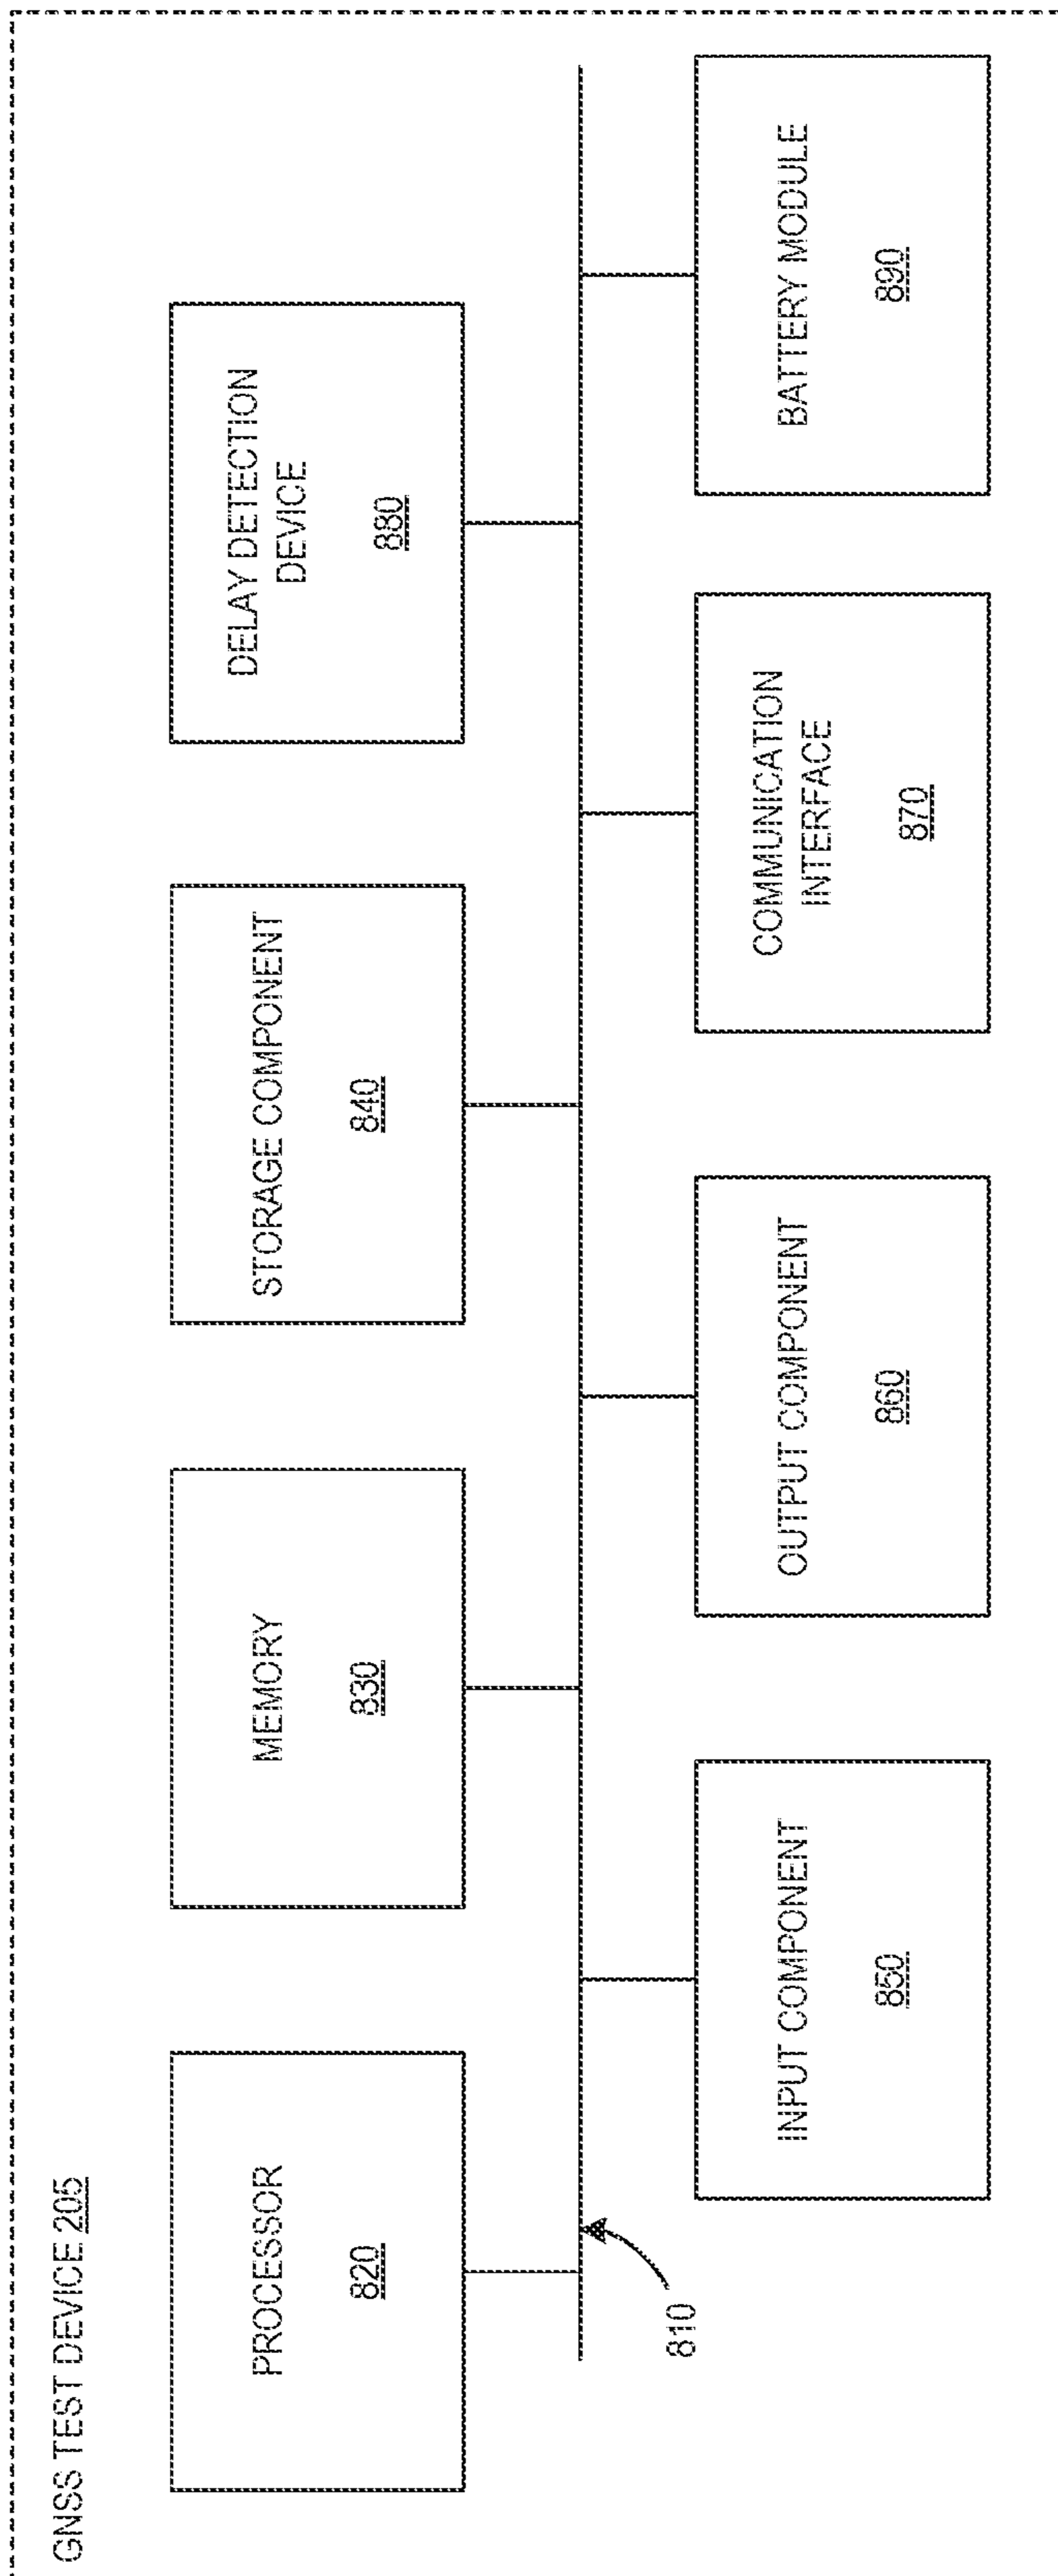 GNSS TEST DEVICE 205
PROCESSOR
820
MEMORY
830
STORAGE COMPONENT
840
DELAY DETECTION
DEVICE
880
810
INPUT COMPONENT
850
OUTPUT COMPONENT
860
COMMUNICATION
INTERFACE
870
BATTERY MODULE
890